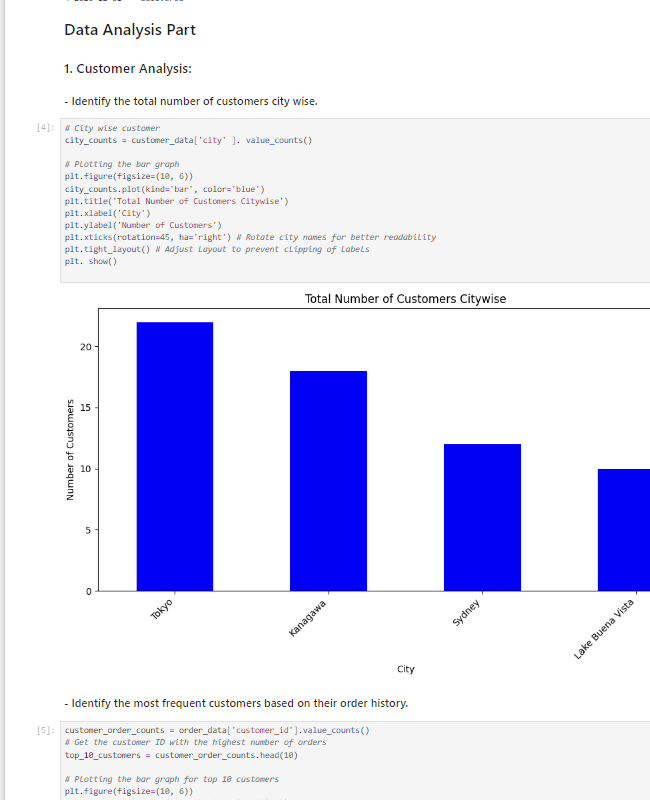 Data Analysis Part
1. Customer Analysis:
- Identify the total number of customers city wise.
[4]:
# City wise customer
city_counts = customer_data['city' ]. value_counts()
# Plotting the bar graph
plt.figure(figsize=(10, 6))
city_counts.plot(kind='bar', color='blue')
plt.title('Total Number of Customers Citywise')
plt.xlabel('City')
plt.ylabel('Number of Customers')
plt.xticks(rotation=45, ha='right') # Rotate city names for better readability
plt.tight_layout() # Adjust Layout to prevent clipping of Labels
plt. show()
Total Number of Customers Citywise
Number of Customers
20
15
10
5
0
Tokyo
Kanagawa
Sydney
Lake Buena Vista
City
- Identify the most frequent customers based on their order history.
[5]:
customer_order_counts = order_data['customer_id'].value_counts()
# Get the customer ID with the highest number of orders
top_10_customers = customer_order_counts.head(10)
# Plotting the bar graph for top 10 customers
plt.figure(figsize=(10, 6))